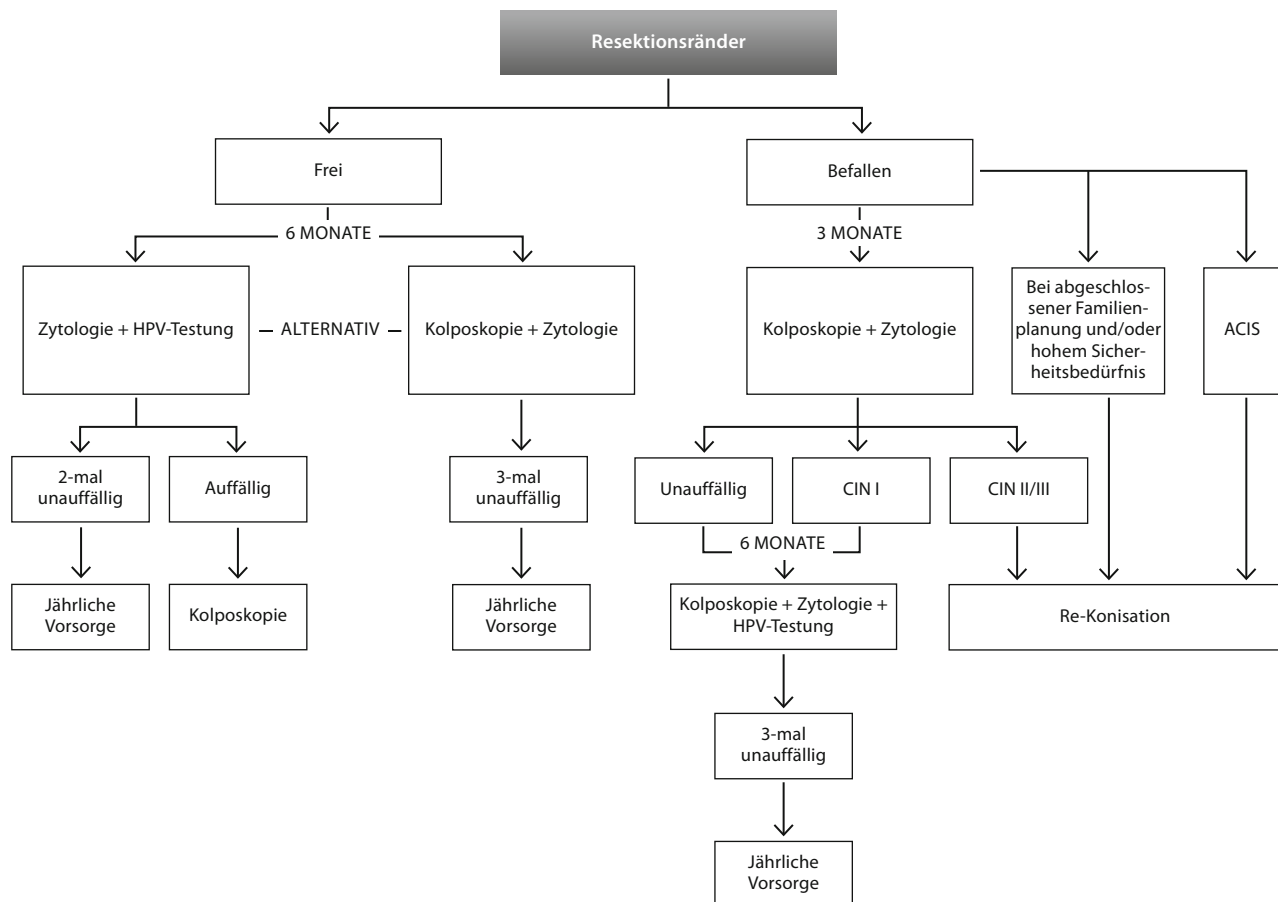 Resektionsränder
Frei
Befallen
6 MONATE
3 MONATE
Zytologie + HPV-Testung
ALTERNATIV
Kolposkopie + Zytologie
Kolposkopie + Zytologie
Bei abgeschlos-
sener Familien-
planung und/oder
hohem Sicher-
heitsbedürfnis
ACIS
2-mal
unauffällig
Auffällig
3-mal
unauffällig
Unauffällig
CIN I
CIN II/III
6 MONATE
Jährliche
Vorsorge
Kolposkopie
Jährliche
Vorsorge
Kolposkopie + Zytologie +
HPV-Testung
Re-Konisation
3-mal
unauffällig
Jährliche
Vorsorge